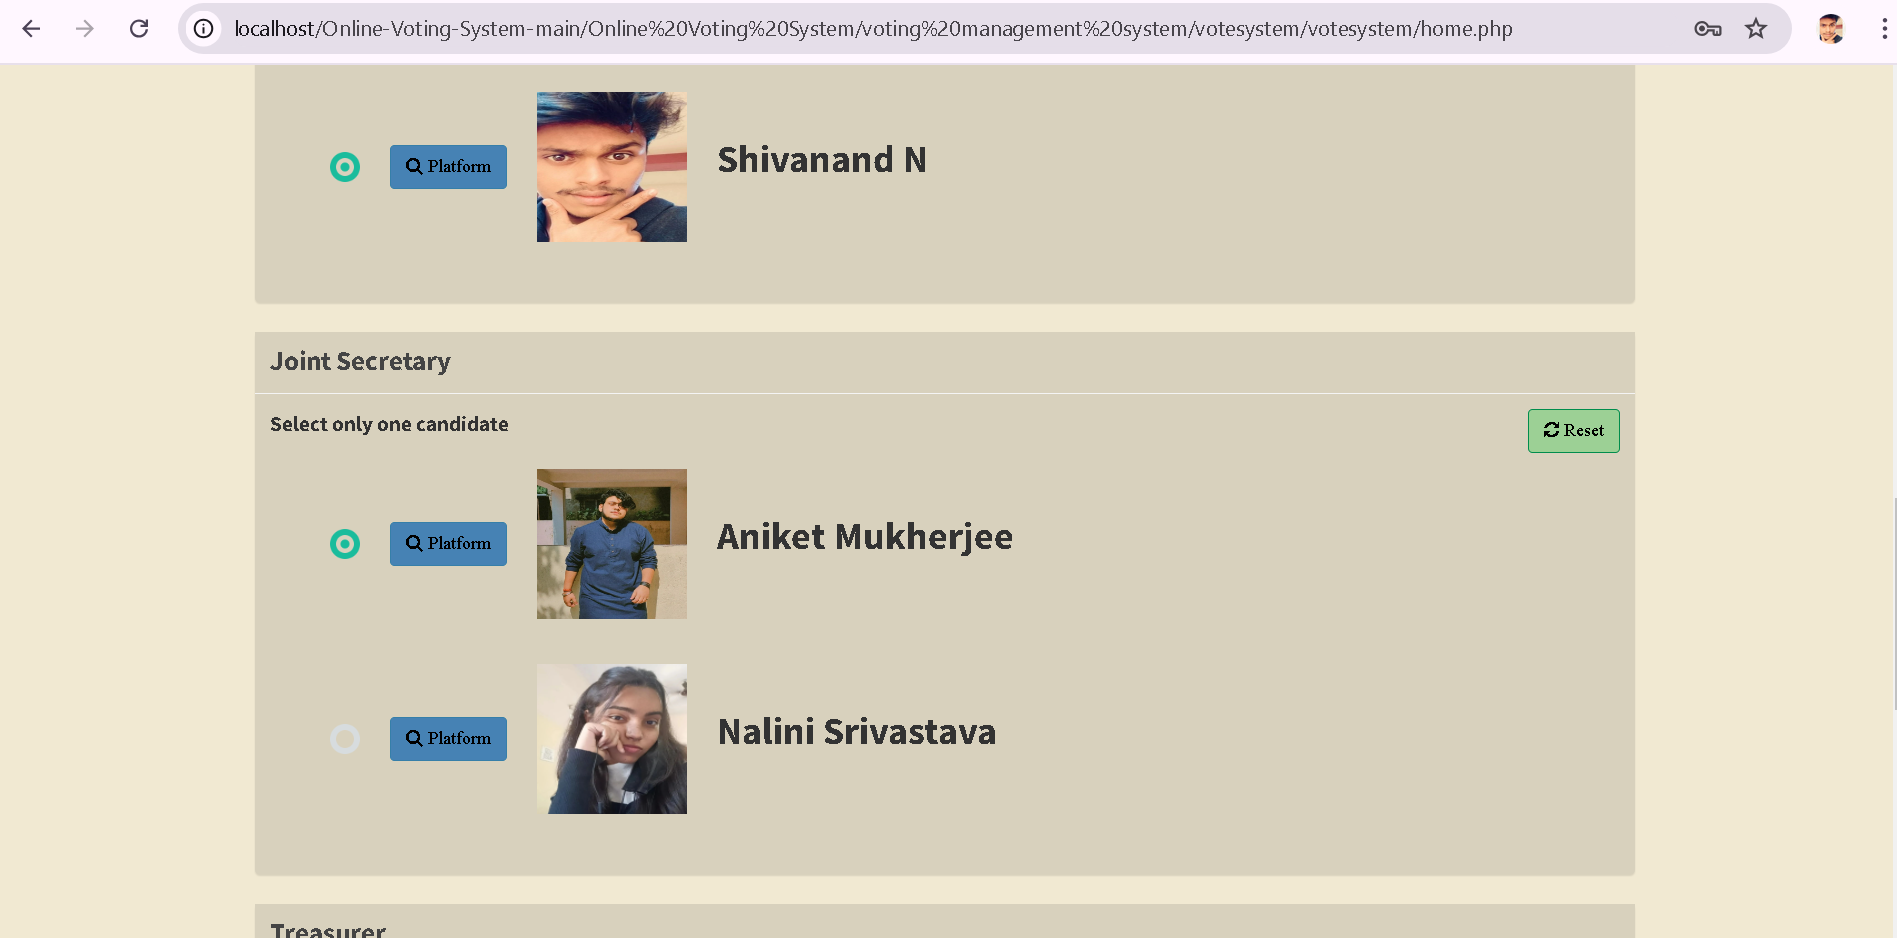 localhost/Online-Voting-System-main/Online%20Voting%20System/voting%20management%20system/votesystem/votesystem/home.php
Platform
Shivanand N
Joint Secretary
Select only one candidate
Reset
Platform
Aniket Mukherjee
Platform
Nalini Srivastava
Treasurer